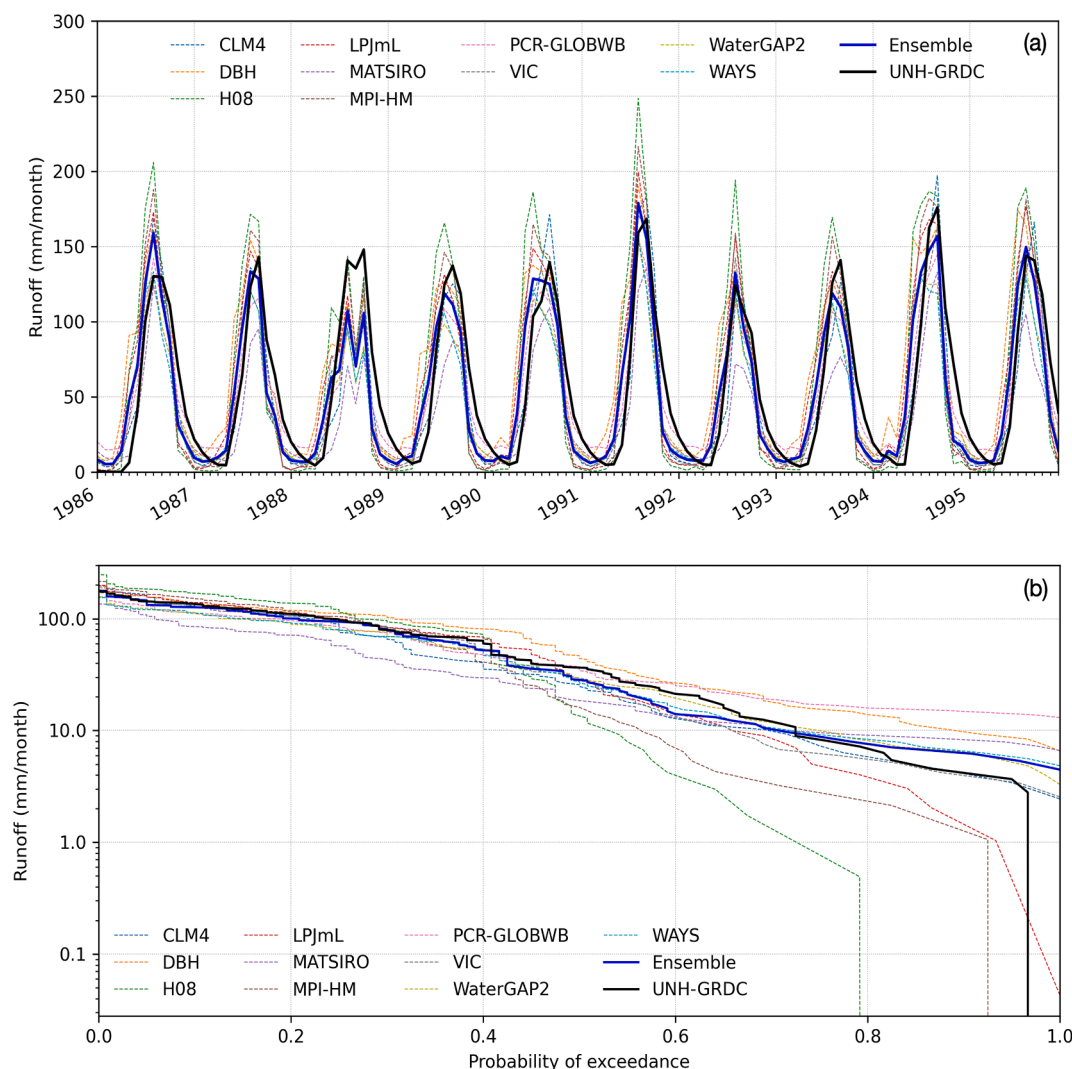 300
250
200
150
100
50
0
Runoff (mm/month)
CLM4 LPJmL PCR-GLOBWB WaterGAP2 Ensemble
DBH MATSIRO VIC WAYS UNH-GRDC
H08 MPI-HM
(a)
1986 1987 1988 1989 1990 1991 1992 1993 1994 1995
(b)
100.0
10.0
1.0
0.1
Runoff (mm/month)
CLM4 LPJmL PCR-GLOBWB WAYS
DBH MATSIRO VIC Ensemble
H08 MPI-HM WaterGAP2 UNH-GRDC
0.0 0.2 0.4 0.6 0.8 1.0
Probability of exceedance